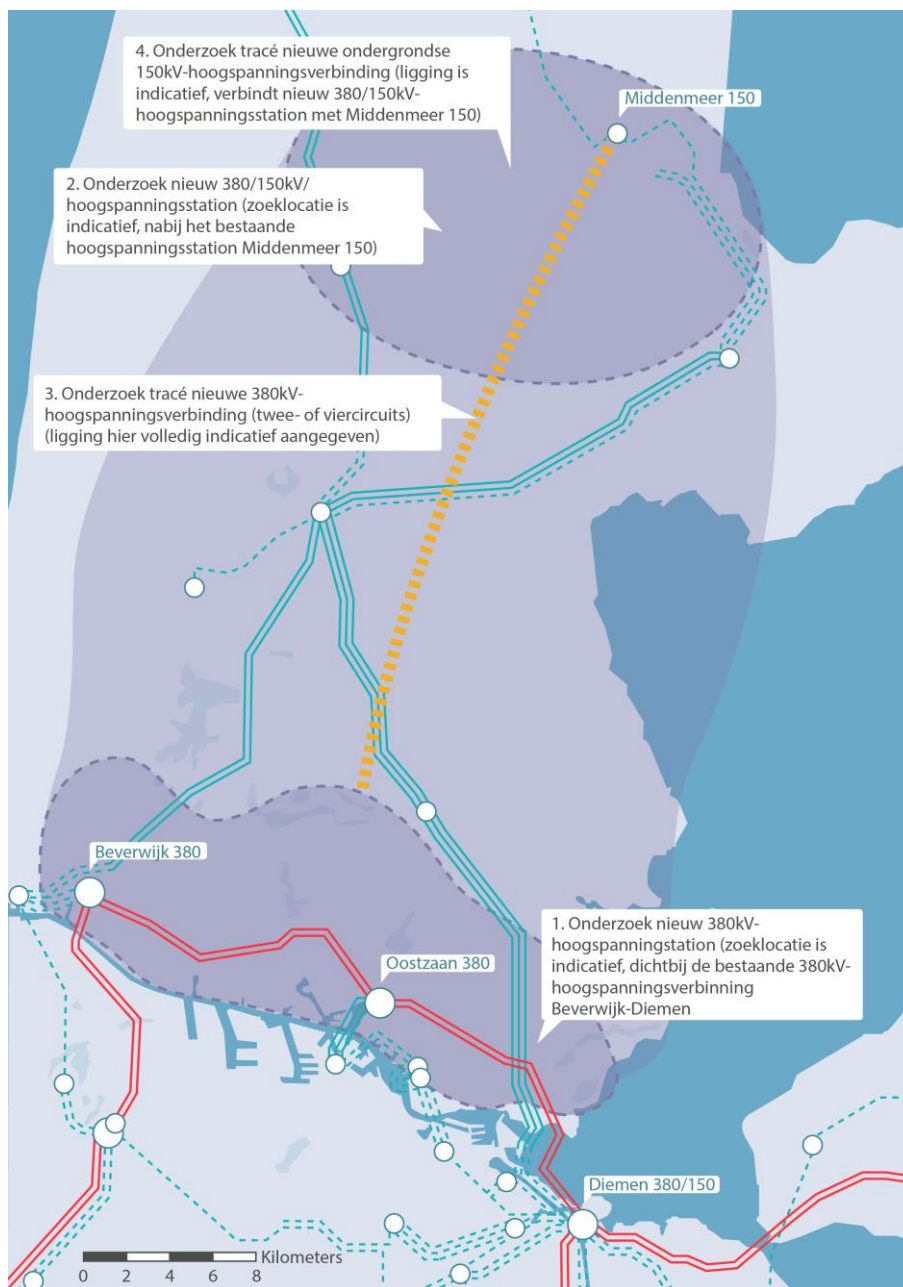 4. Onderzoek tracé nieuwe ondergrondse
150kV-hoogspanningsverbinding (ligging is
indicatief, verbindt nieuw 380/150kV-
hoogspanningsstation met Middenmeer 150)
Middenmeer 150
2. Onderzoek nieuw 380/150kV/
hoogspanningsstation (zoeklocatie is
indicatief, nabij het bestaande
hoogspanningsstation Middenmeer 150)
3. Onderzoek tracé nieuwe 380kV-
hoogspanningsverbinding (twee- of viercircuits)
(ligging hier volledig indicatief aangegeven)
Beverwijk 380
Oostzaan 380
1. Onderzoek nieuw 380kV-
hoogspanningstation (zoeklocatie is
indicatief, dichtbij de bestaande 380kV-
hoogspanningsverbinning
Beverwijk-Diemen
Diemen 380/150
Kilometers
0 2 4 6 8